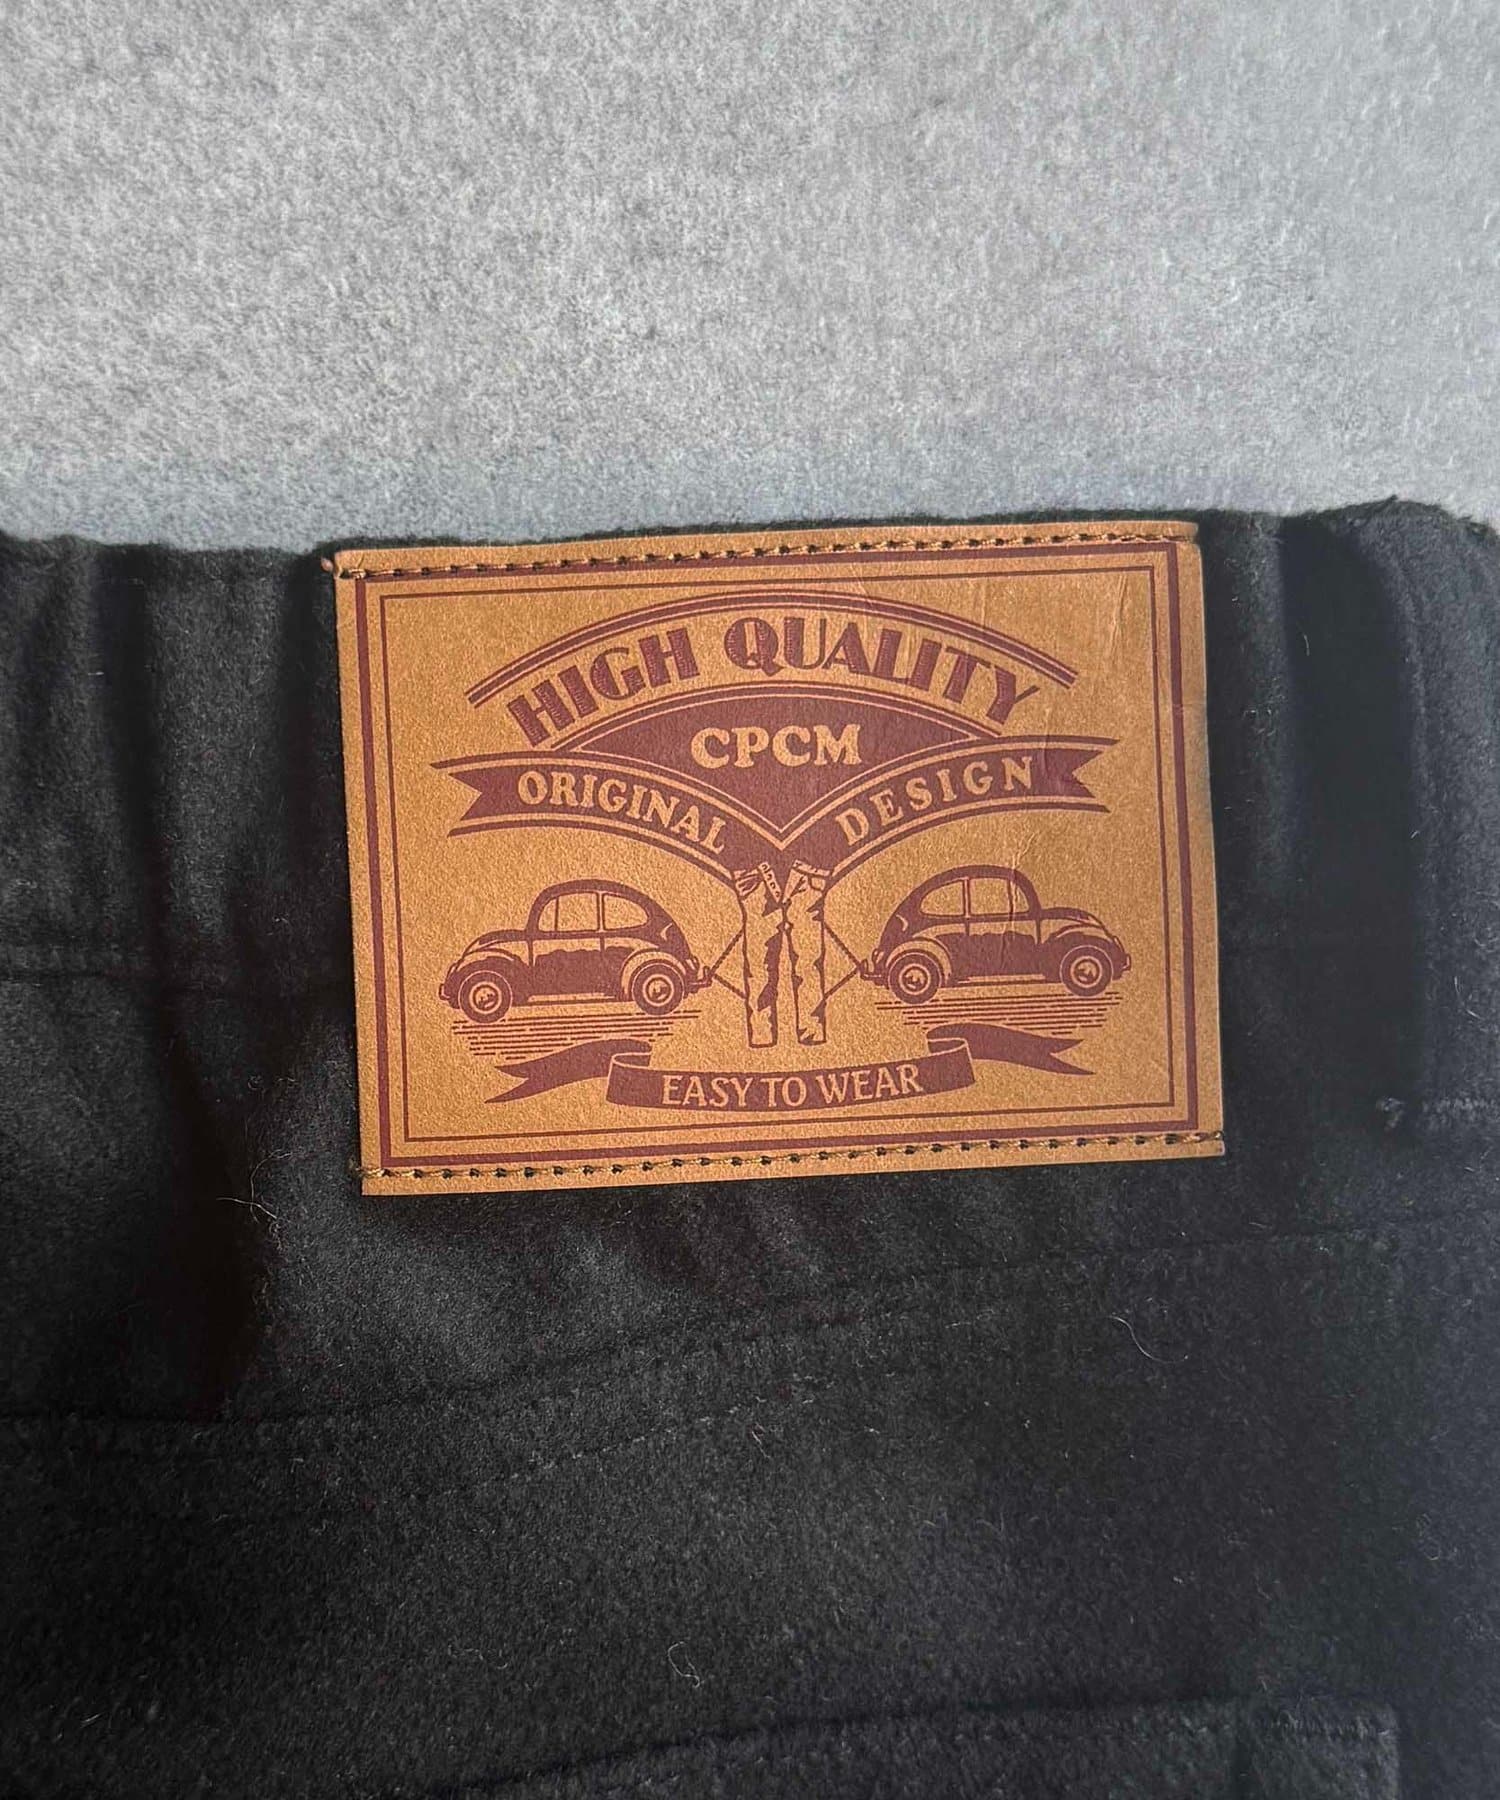 HIGH QUALITY
CPCM
ORIGINAL DESIGN
EASY TO WEAR